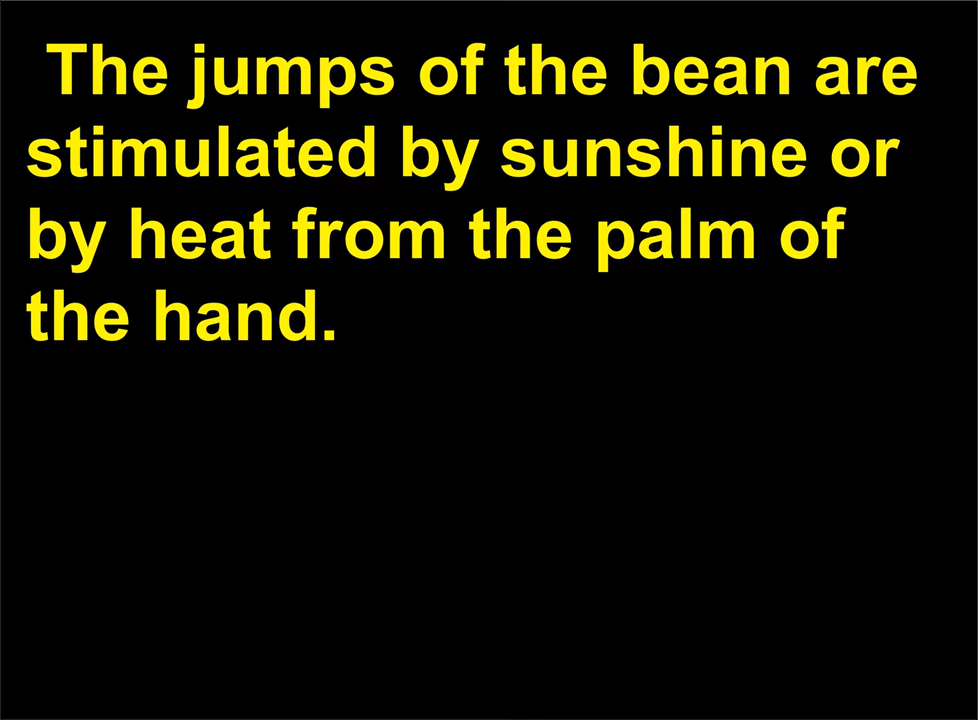 The jumps of the bean are
stimulated by sunshine or
by heat from the palm of
the hand.